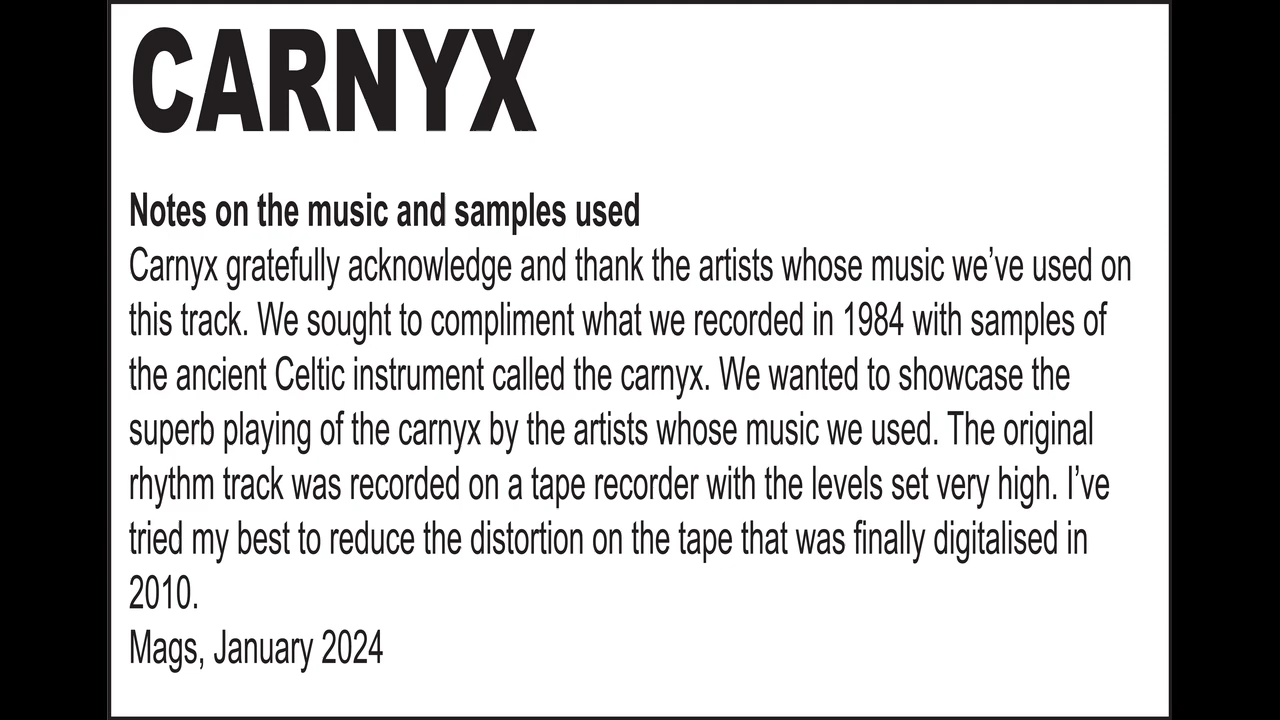 CARNYX
Notes on the music and samples used
Carnyx gratefully acknowledge and thank the artists whose music we’ve used on
this track. We sought to compliment what we recorded in 1984 with samples of
the ancient Celtic instrument called the carnyx. We wanted to showcase the
superb playing of the carnyx by the artists whose music we used. The original
rhythm track was recorded on a tape recorder with the levels set very high. I’ve
tried my best to reduce the distortion on the tape that was finally digitalised in
2010.
Mags, January 2024